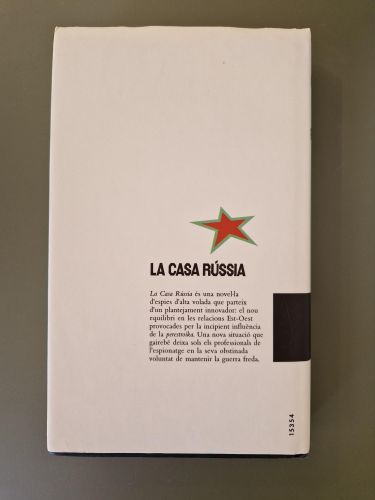 LA CASA RÚSSIA
La Casa Rússia és una novel·la
d'espies d'alta volada que parteix
d'un plantejament innovador: el nou
equilibri en les relacions Est-Oest
provocades per la incipient influència
de la perestroika. Una nova situació que
gairebé deixa sols els professionals de
l'espionatge en la seva obstinada
voluntat de mantenir la guerra freda.
15354